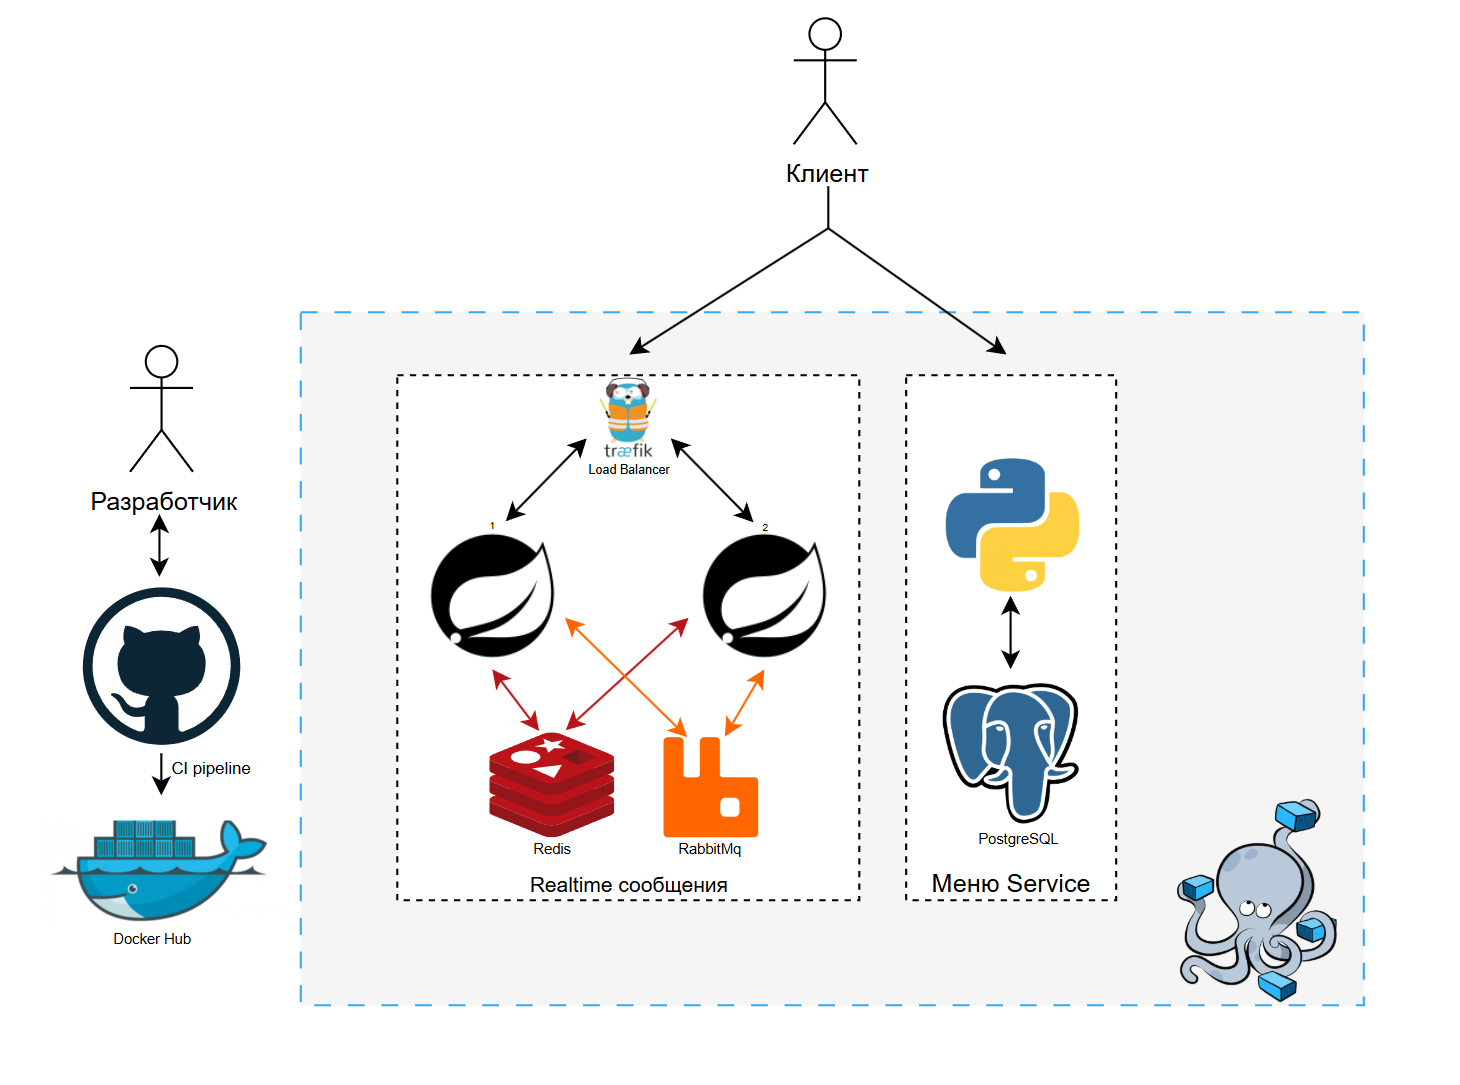 Клиент
Разработчик
træfik
Load Balancer
1
2
CI pipeline
Redis
RabbitMq
PostgreSQL
Realtime сообщения
Меню Service
Docker Hub